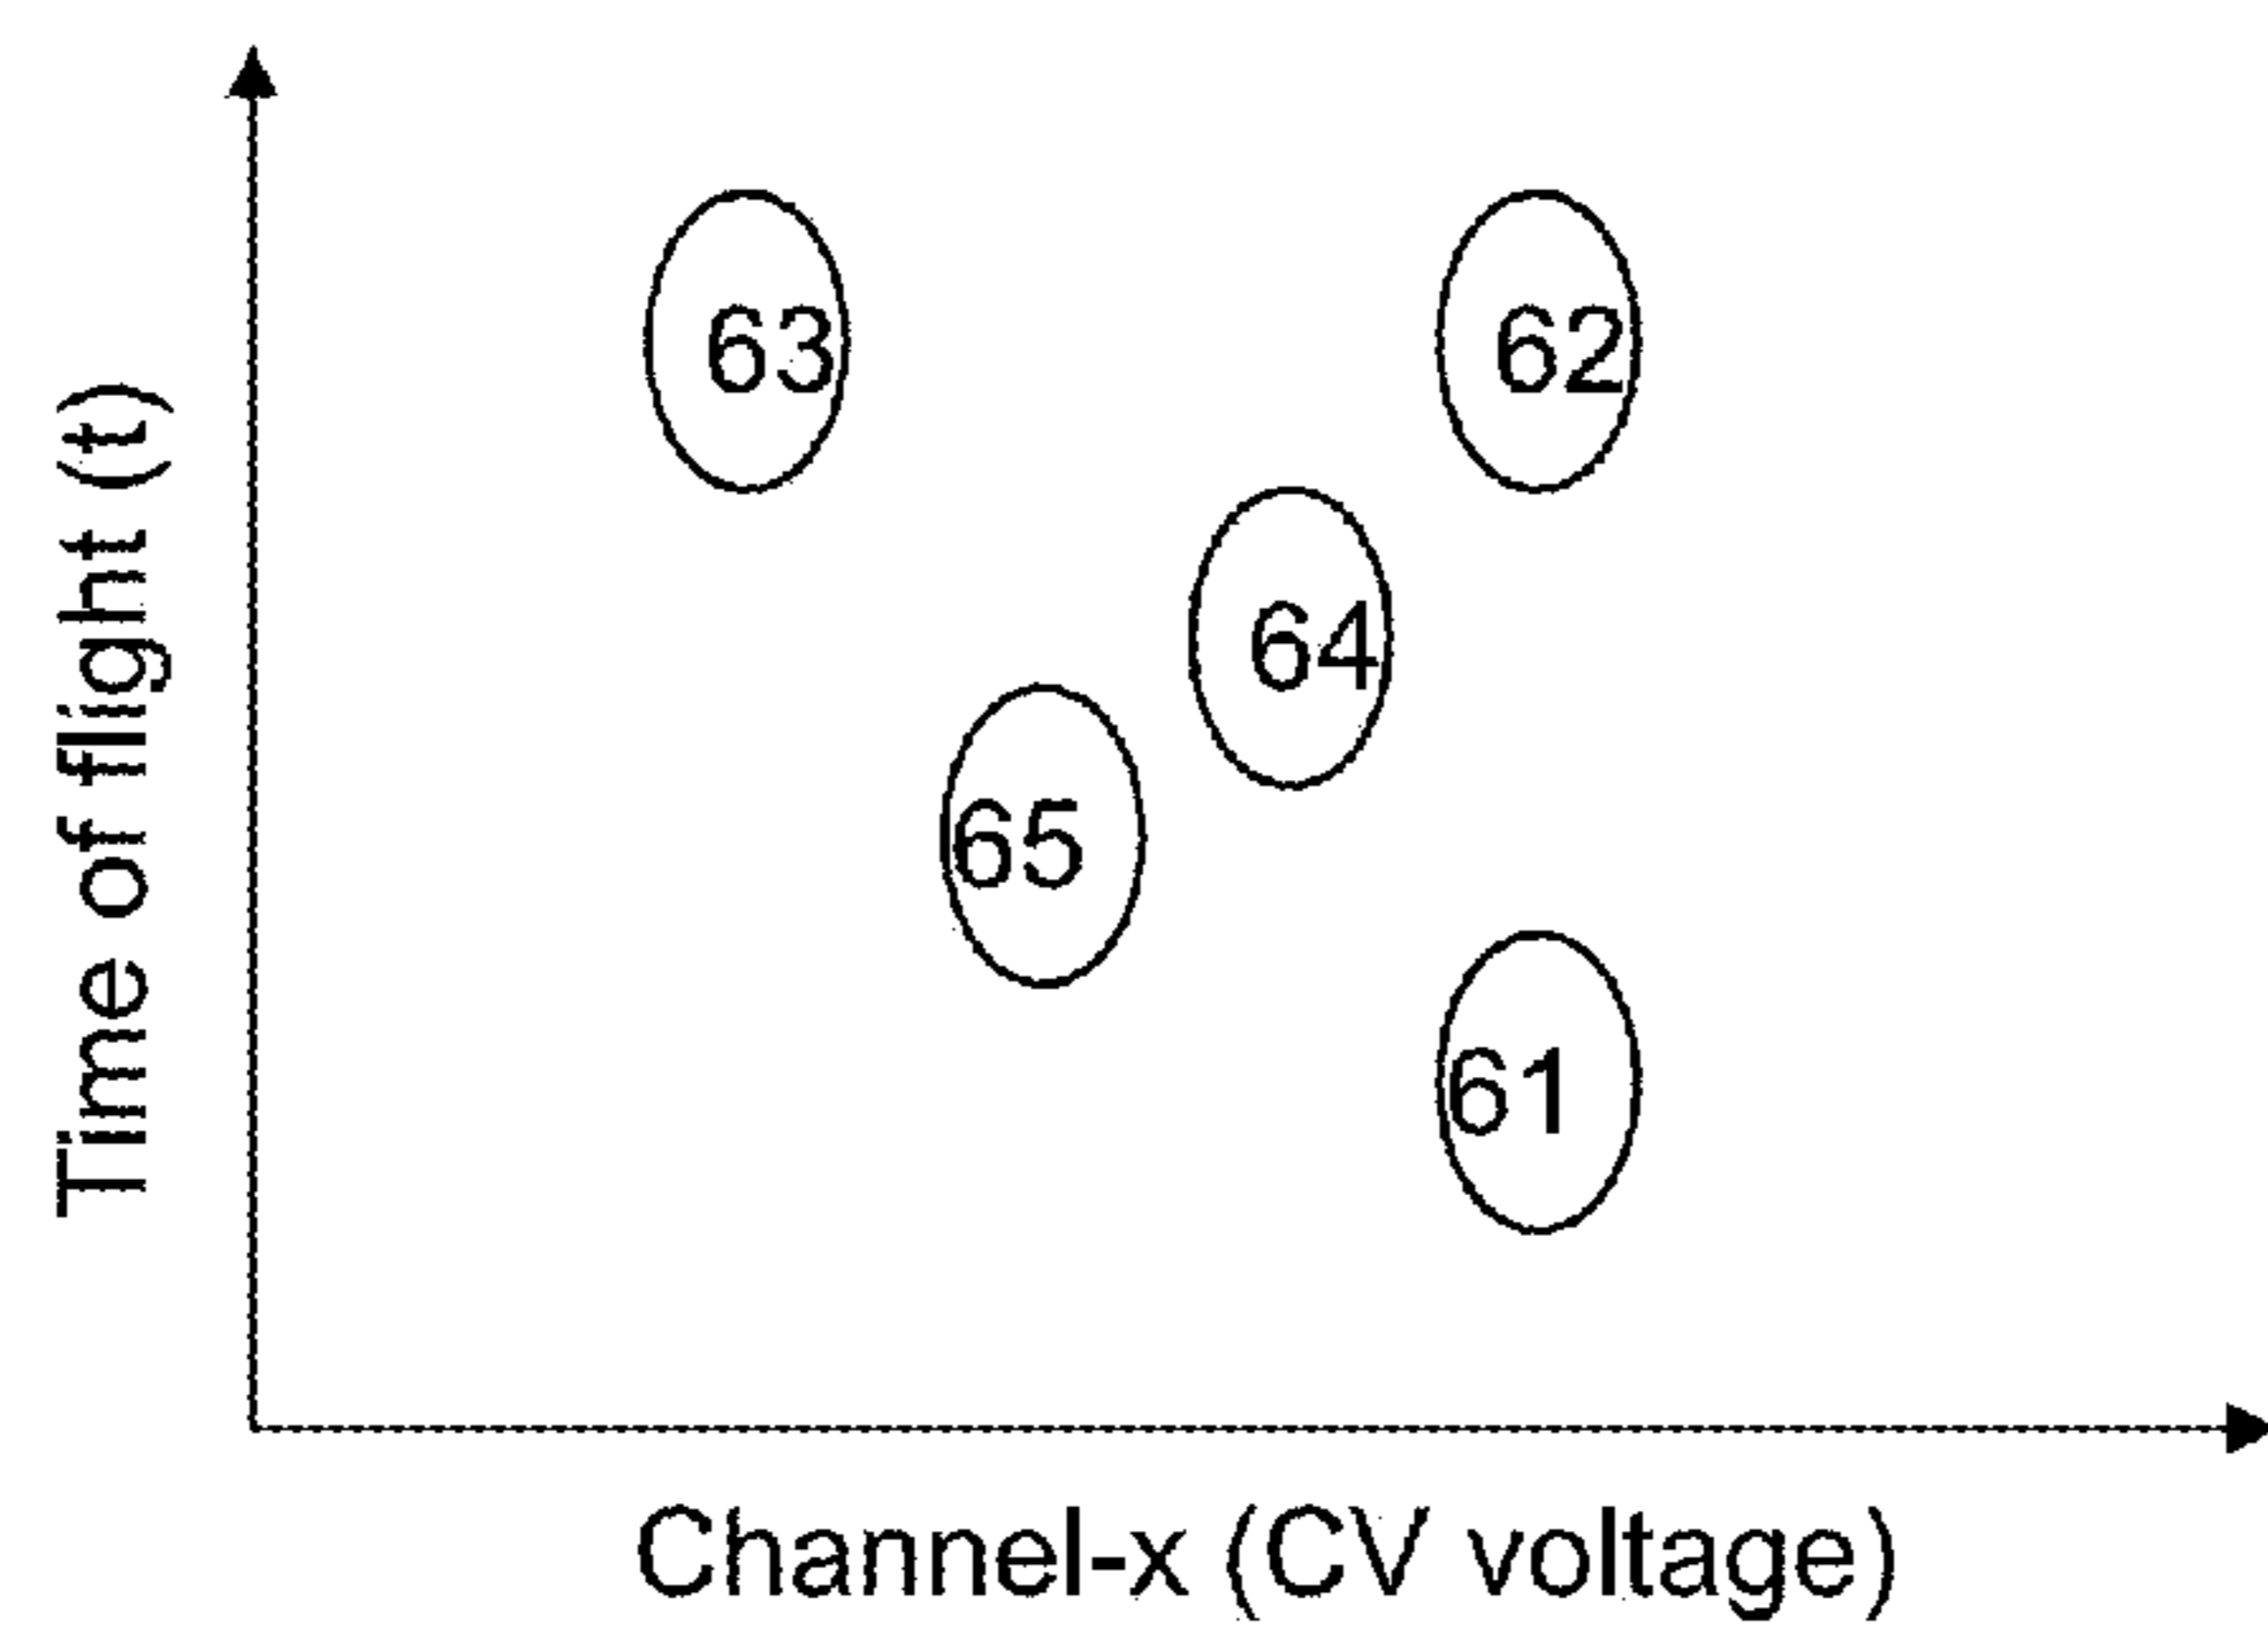 Time of flight (t)
63
62
64
65
61
Channel-x (CV voltage)